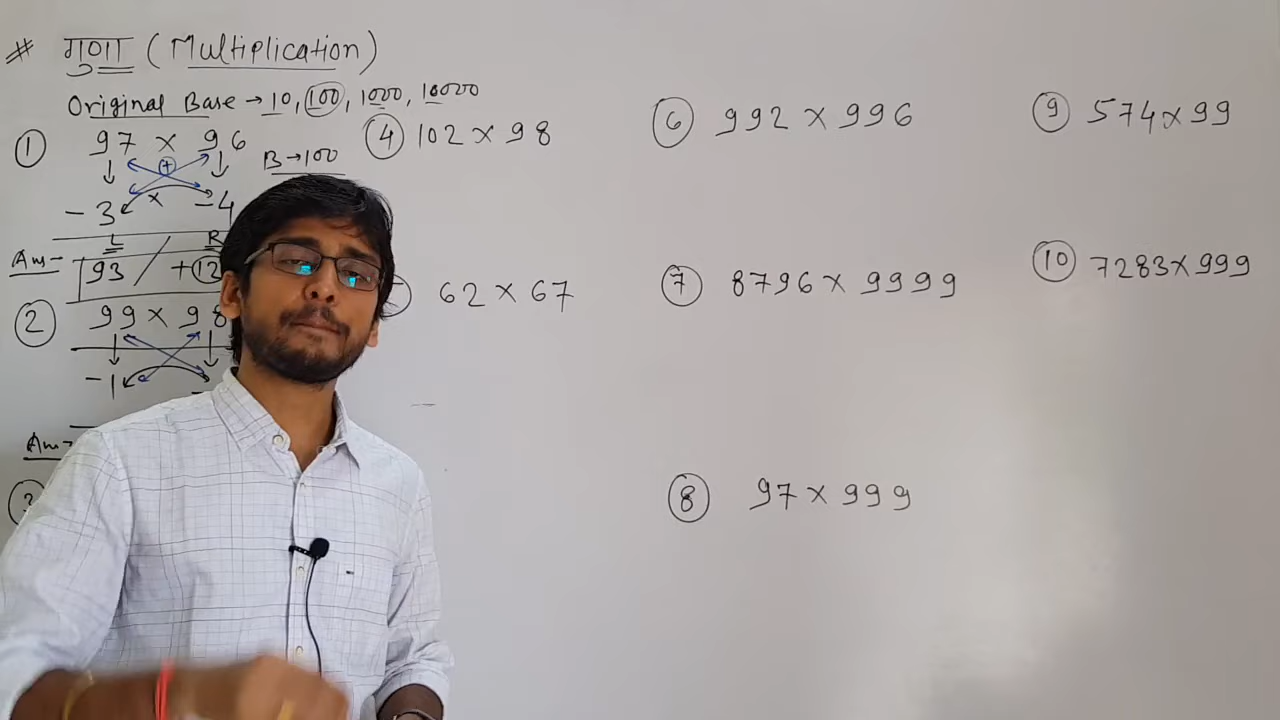 # गुणा (Multiplication)
Original Base → 10, 100, 1000, 10000
① 97 × 96
B → 100
+
×
-3 -4
L R
Ans- 93 / +12
② 99 × 98
-1
Ans-
③
④ 102 × 98
62 × 67
⑥ 992 × 996
⑦ 8796 × 9999
⑧ 97 × 999
⑨ 574 × 99
⑩ 7283 × 999